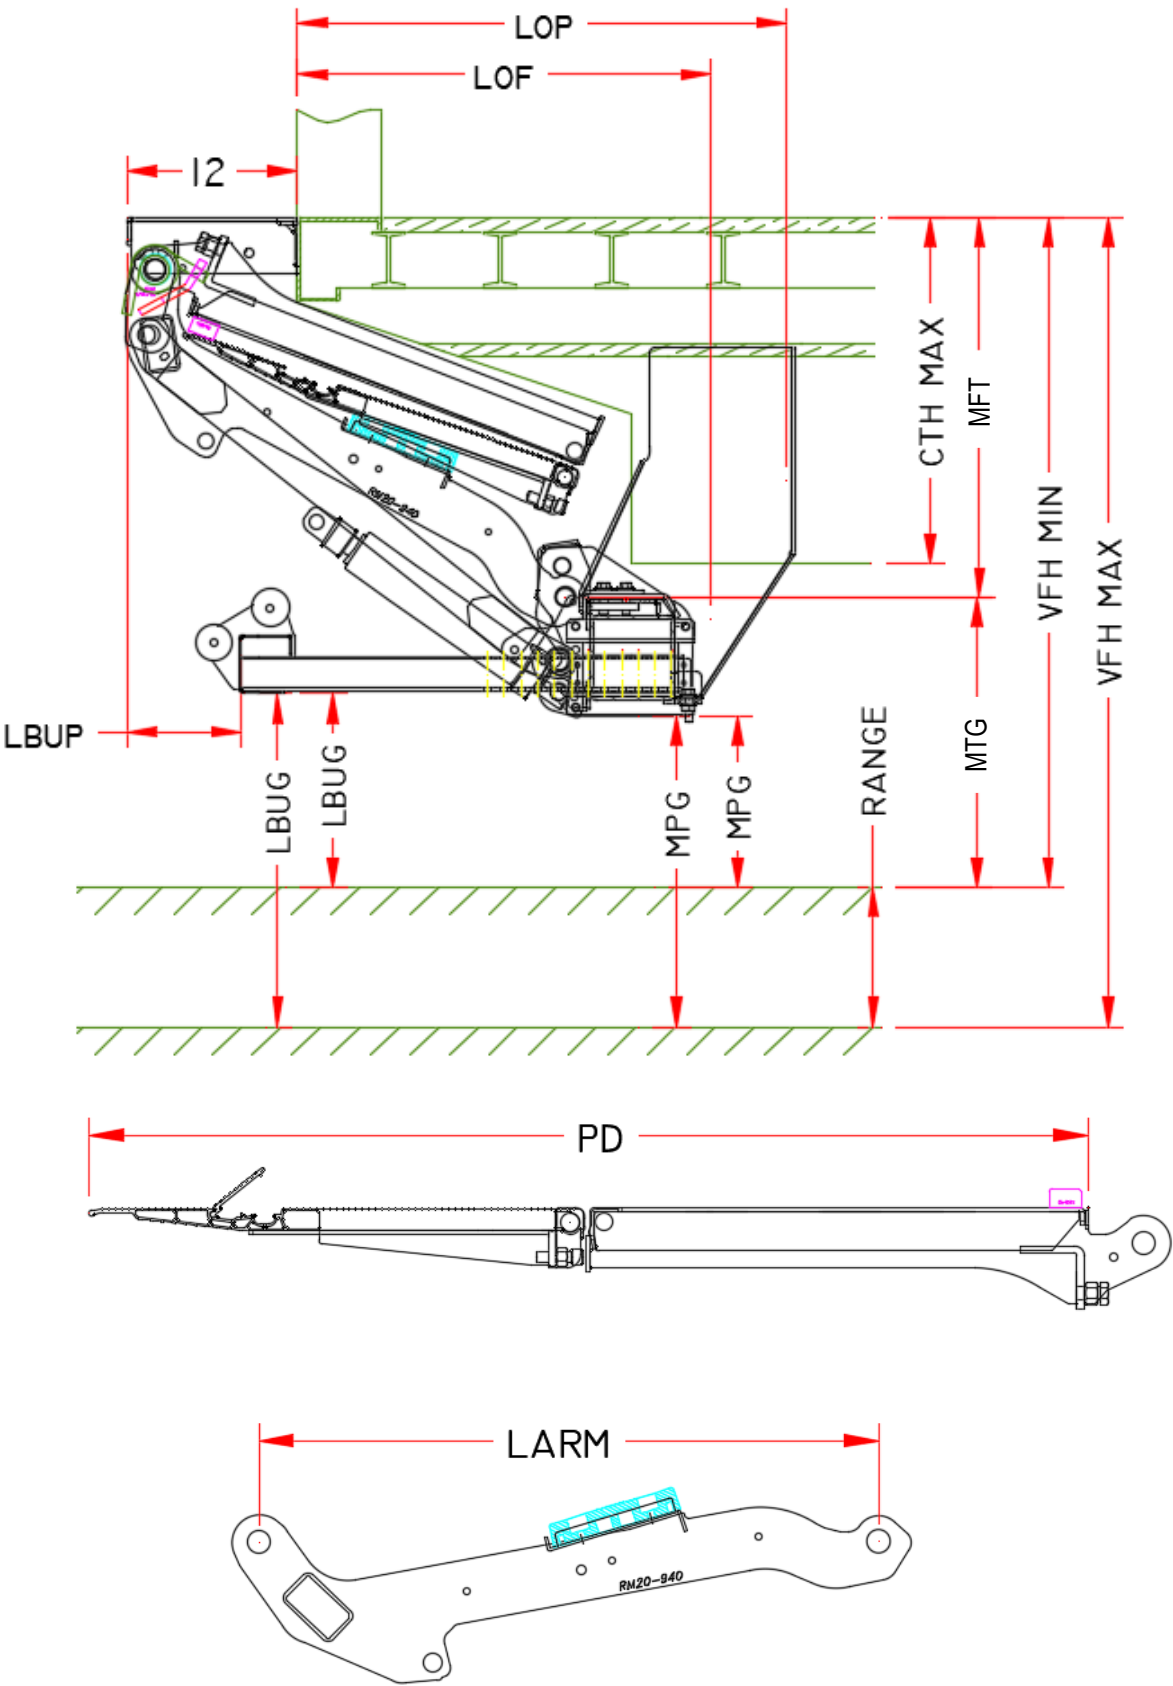 LOP
LOF
12
CTH MAX
MFT
VFH MIN
VFH MAX
RM20-940
LBUP
LBUG
LBUG
MPG
MPG
RANGE
MTG
PD
LARM
RM20-940